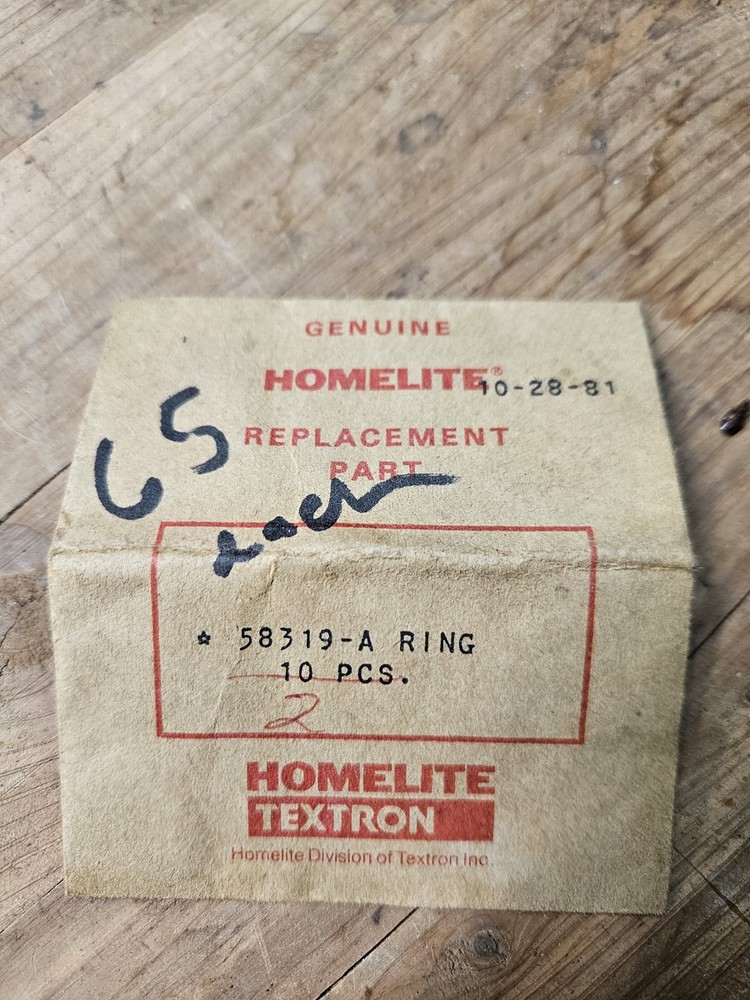 GENUINE
HOMELITE® 10-28-81
REPLACEMENT
PART
65
each
* 58319-A RING
10 PCS.
2
HOMELITE
TEXTRON
Homelite Division of Textron Inc.